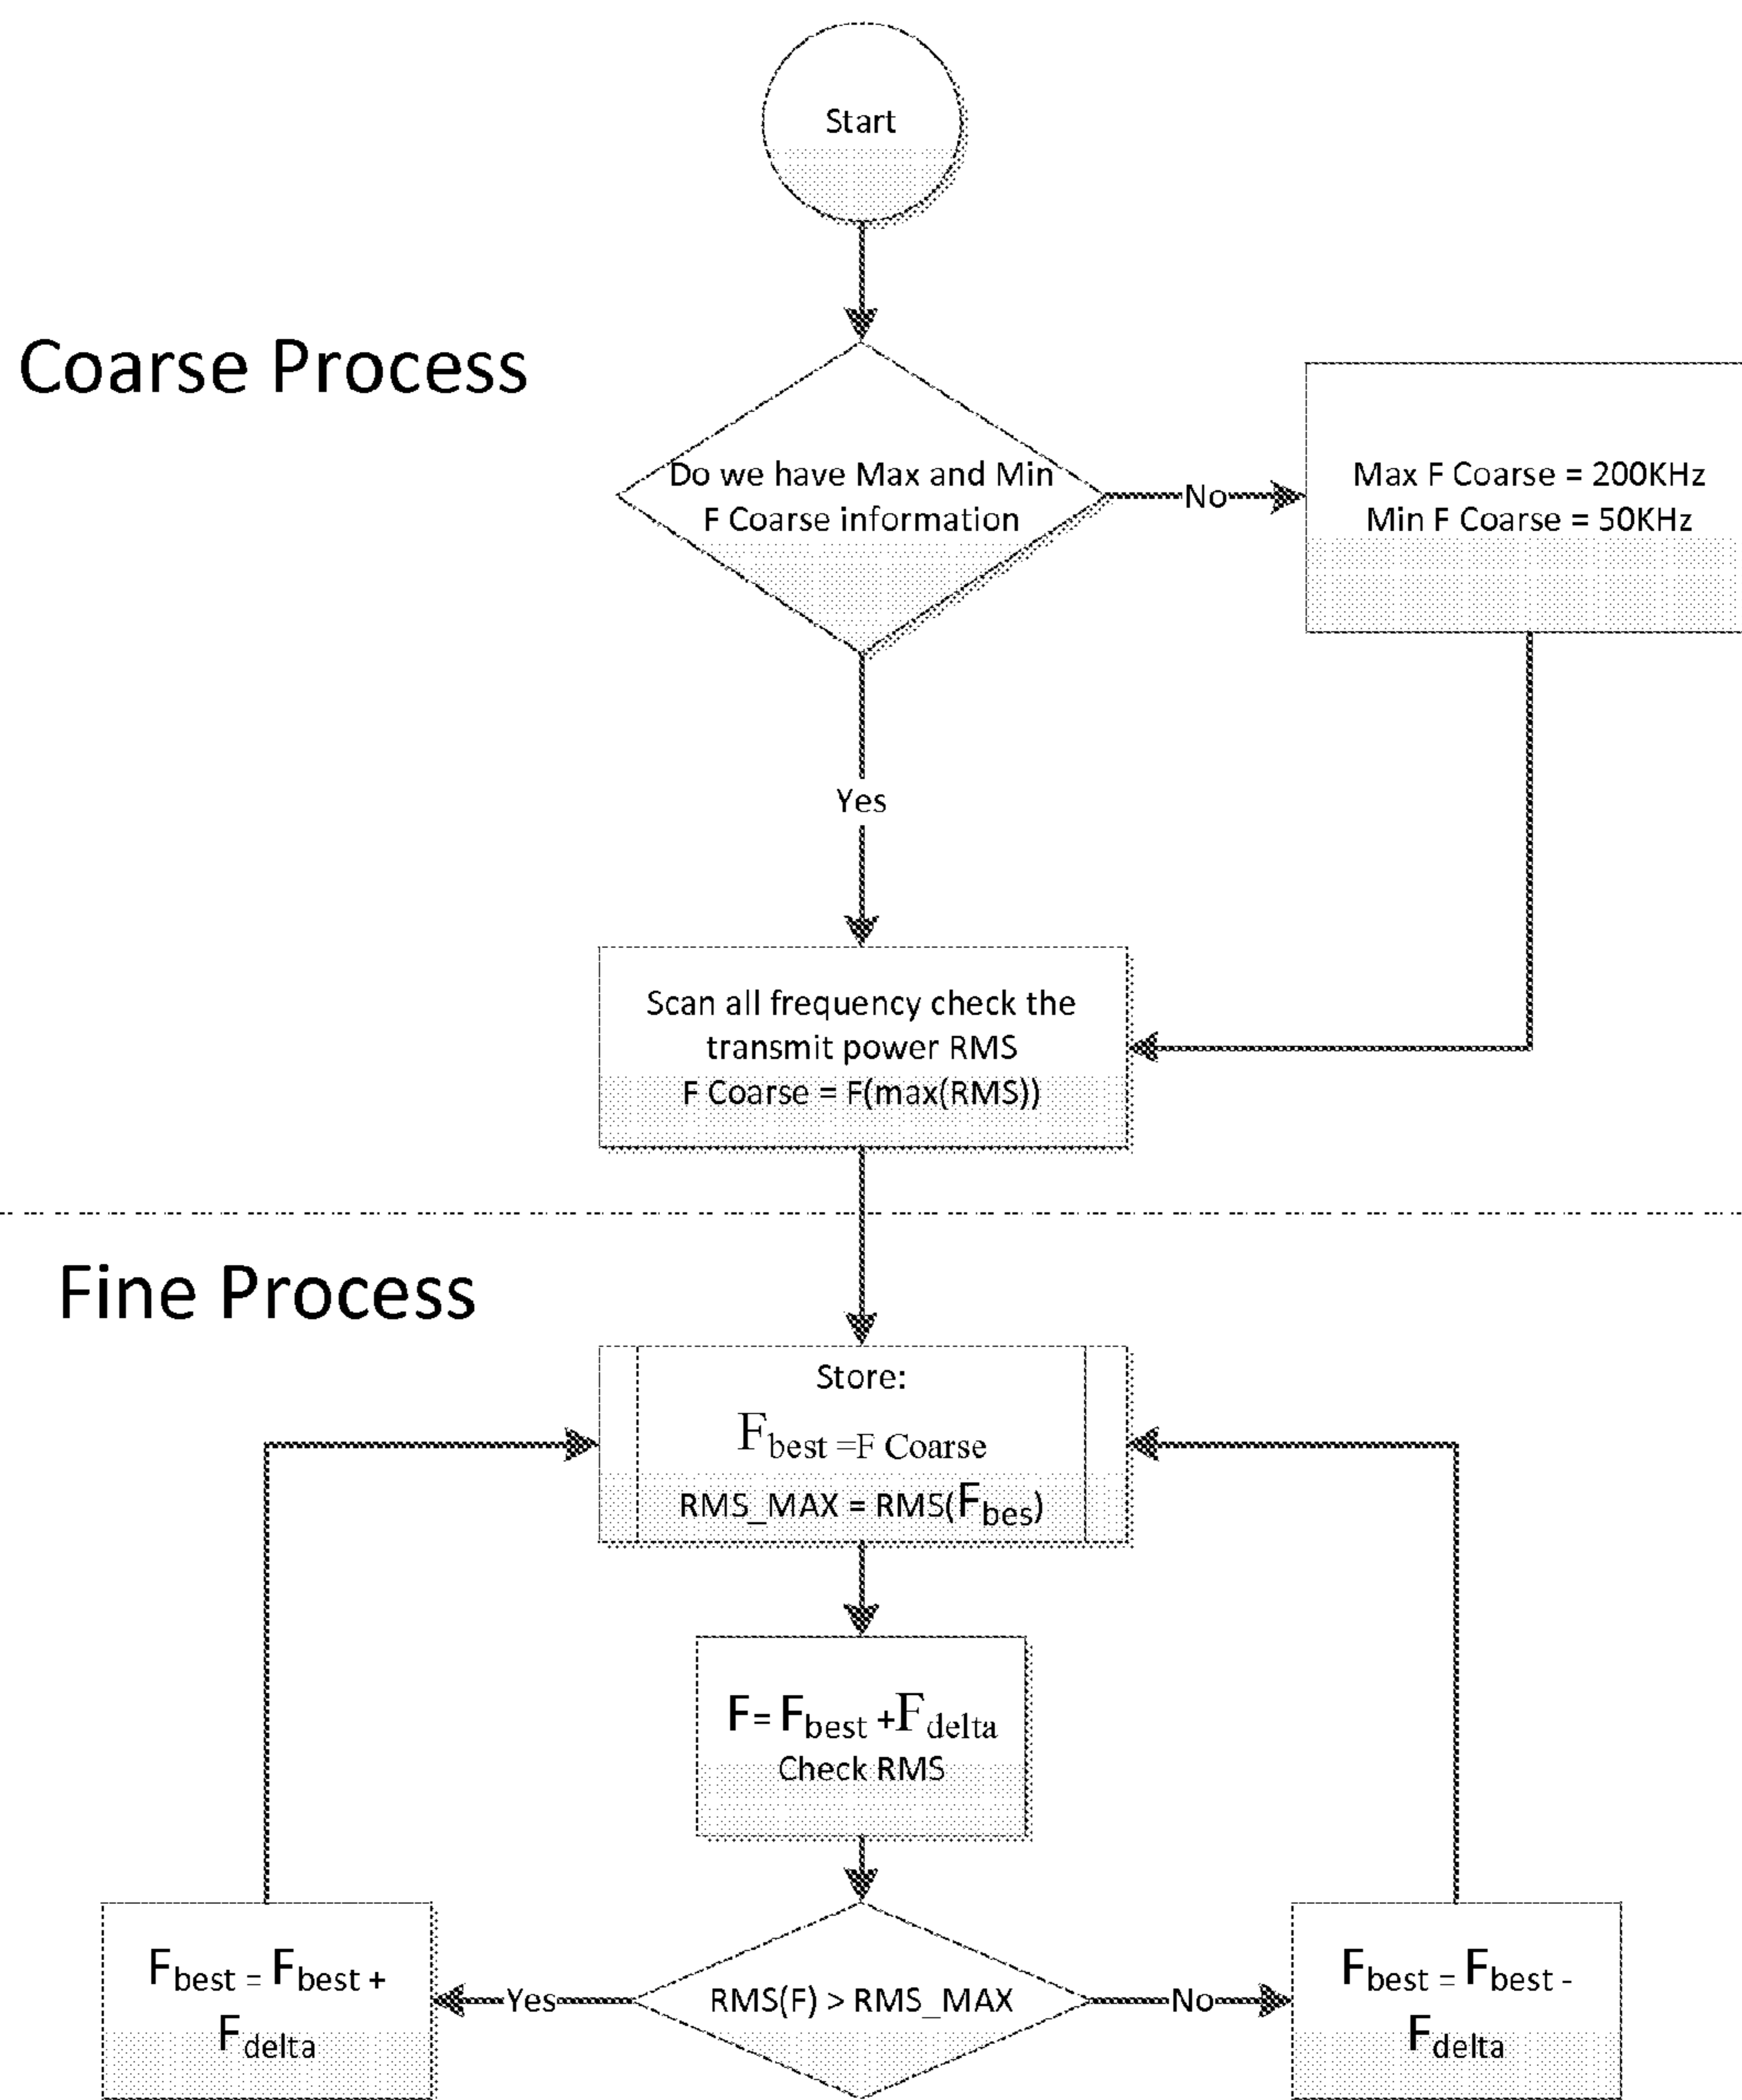 Start
Coarse Process
Do we have Max and Min
F Coarse information
No
Max F Coarse = 200KHz
Min F Coarse = 50KHz
Yes
Scan all frequency check the
transmit power RMS
F Coarse = F(max(RMS))
Fine Process
Store:
Fbest =F Coarse
RMS_MAX = RMS(Fbes)
F= Fbest +Fdelta
Check RMS
Fbest = Fbest +
Fdelta
Yes
RMS(F) > RMS_MAX
No
Fbest = Fbest -
Fdelta